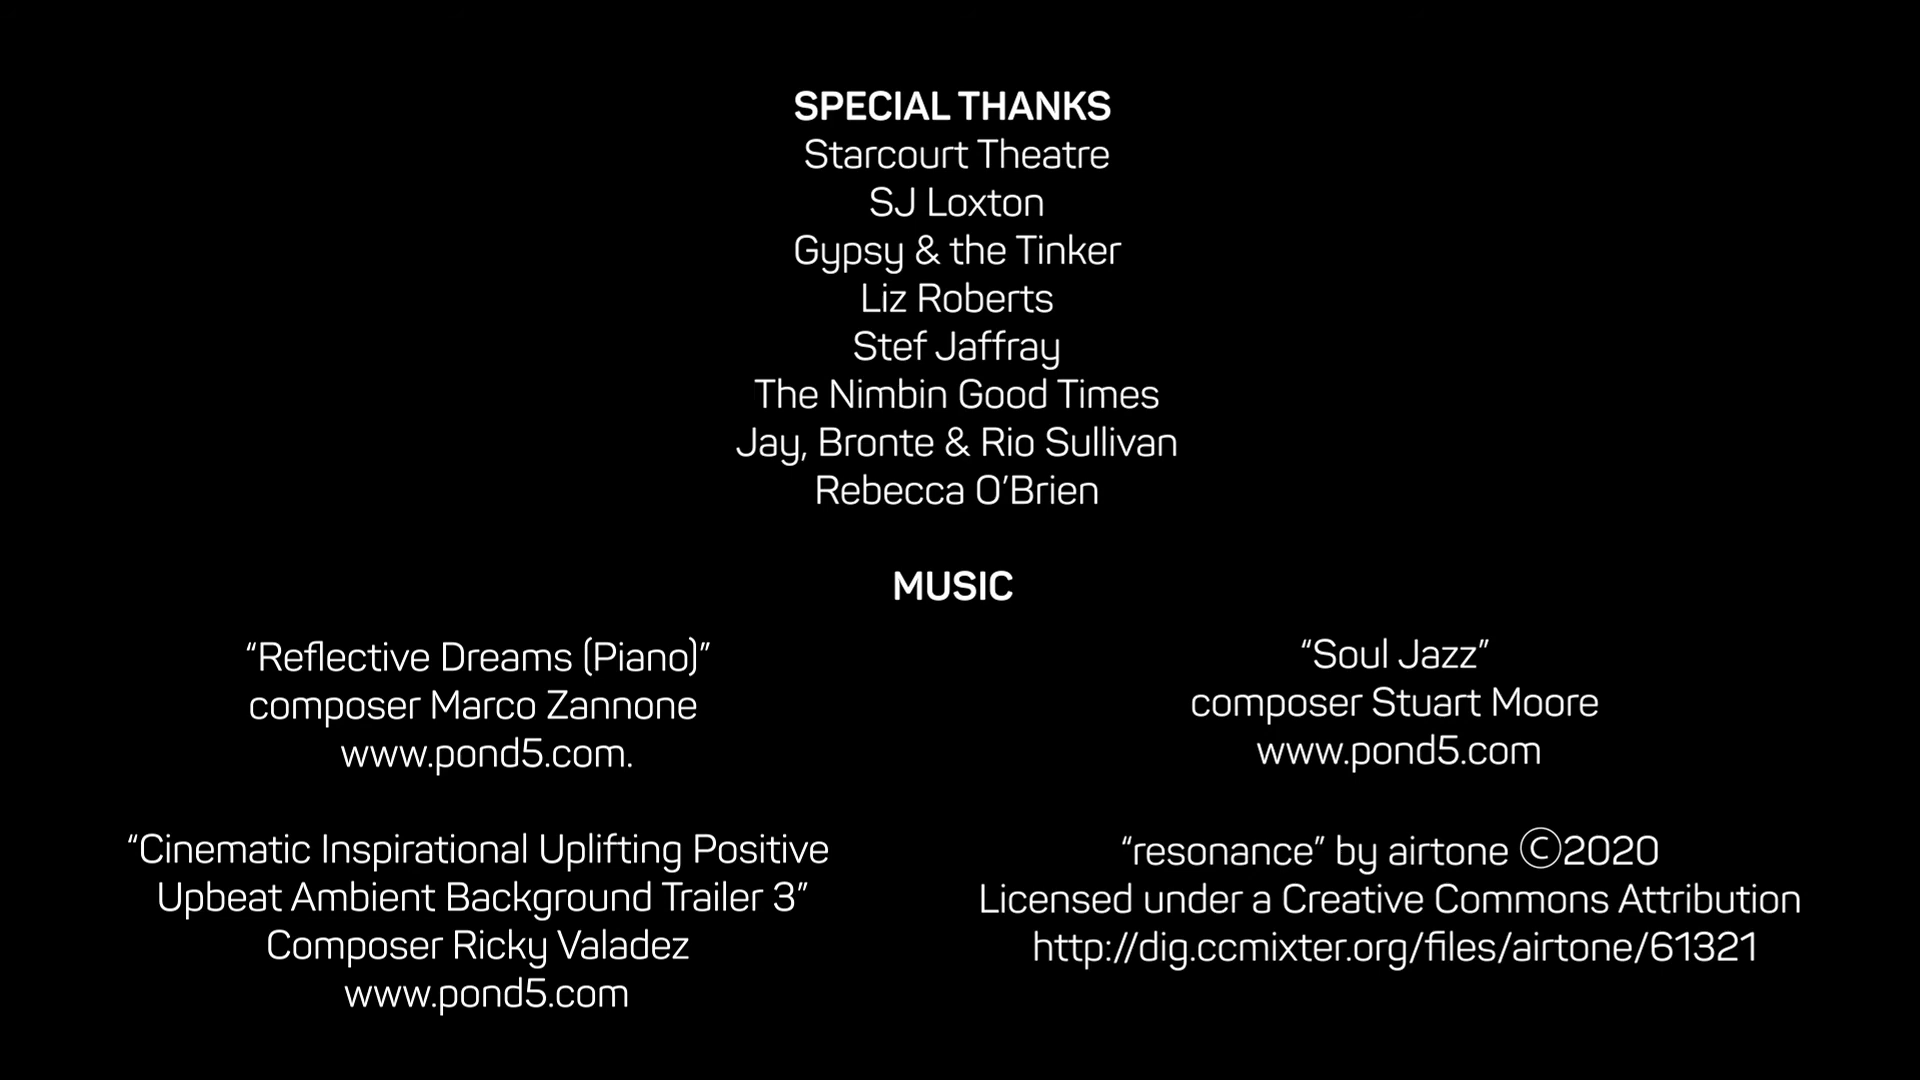 SPECIAL THANKS
Starcourt Theatre
SJ Loxton
Gypsy & the Tinker
Liz Roberts
Stef Jaffray
The Nimbin Good Times
Jay, Bronte & Rio Sullivan
Rebecca O’Brien
MUSIC
“Reflective Dreams (Piano)”
composer Marco Zannone
www.pond5.com.
“Soul Jazz”
composer Stuart Moore
www.pond5.com
“Cinematic Inspirational Uplifting Positive
Upbeat Ambient Background Trailer 3”
Composer Ricky Valadez
www.pond5.com
“resonance” by airtone ©2020
Licensed under a Creative Commons Attribution
http://dig.ccmixter.org/files/airtone/61321